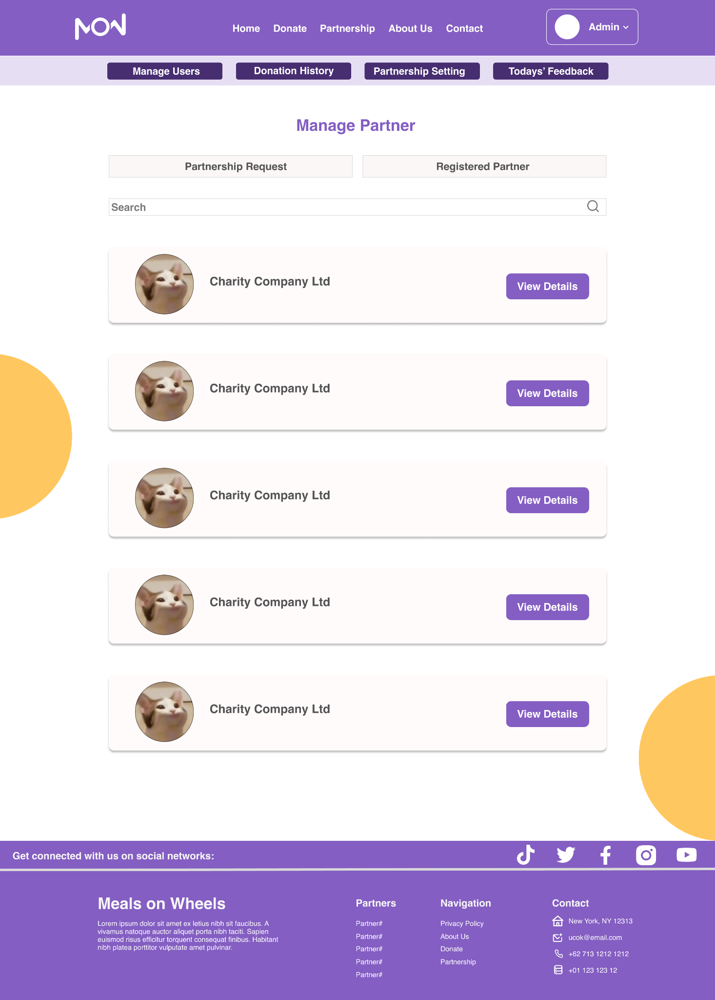 MOW
Home Donate Partnership About Us Contact
Admin
Manage Users Donation History Partnership Setting Todays’ Feedback
Manage Partner
Partnership Request Registered Partner
Search
Charity Company Ltd
View Details
Charity Company Ltd
View Details
Charity Company Ltd
View Details
Charity Company Ltd
View Details
Charity Company Ltd
View Details
Get connected with us on social networks:
Meals on Wheels
Lorem ipsum dolor sit amet ex letius nibh sit faucibus. A
vivamus natoque auctor aliquet porta nibh taciti. Sapien
euismod risus efficitur torquent consequat finibus. Habitant
nibh platea porttitor vulputate amet pulvinar.
Partners
Partner#
Partner#
Partner#
Partner#
Partner#
Navigation
Privacy Policy
About Us
Donate
Partnership
Contact
New York, NY 12313
ucok@email.com
+62 713 1212 1212
+01 123 123 12